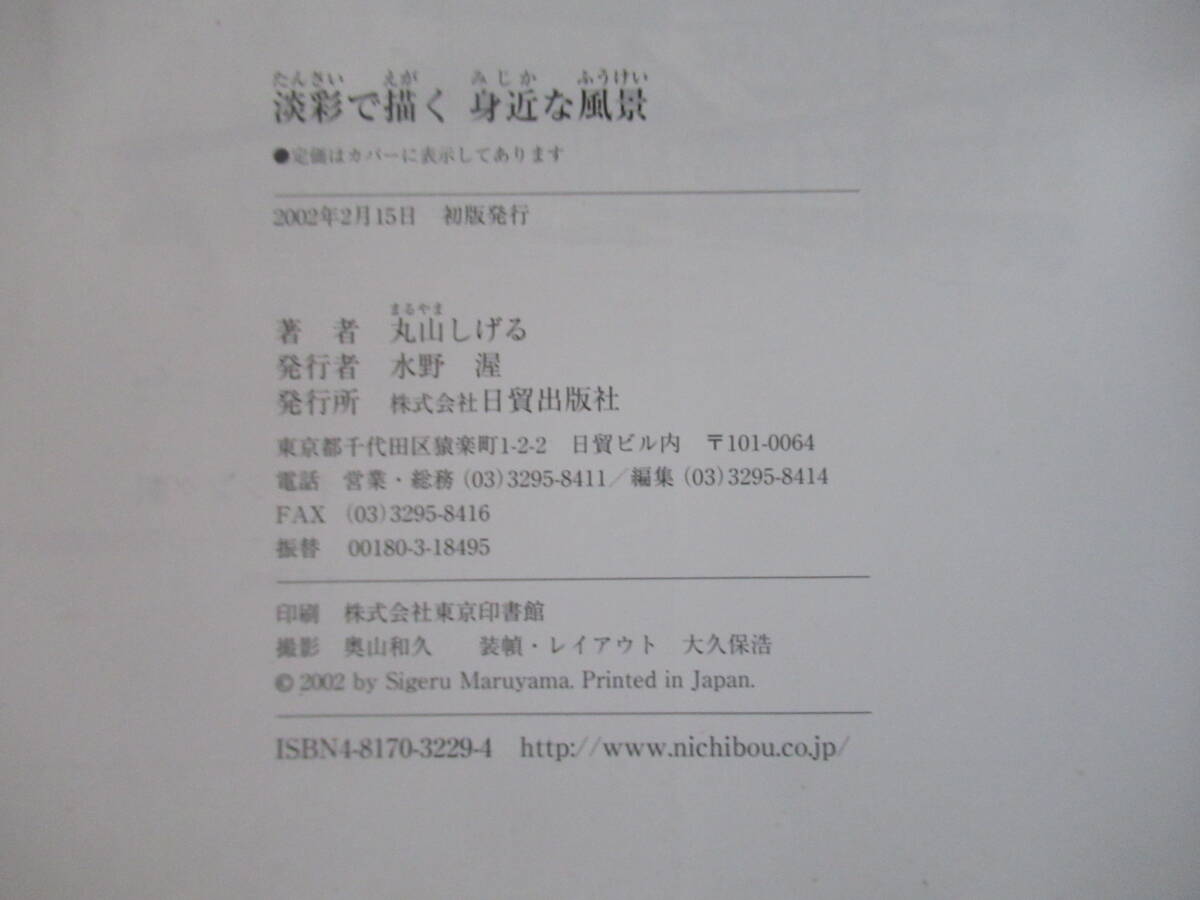 たんさい えが みじか ふうけい
淡彩で描く 身近な風景
●定価はカバーに表示してあります
2002年2月15日 初版発行
まるやま
著 者 丸山しげる
発行者 水野 渥
発行所 株式会社日貿出版社
東京都千代田区猿楽町1-2-2 日貿ビル内 〒101-0064
電話 営業・総務 (03)3295-8411／編集 (03)3295-8414
FAX (03)3295-8416
振替 00180-3-18495
印刷 株式会社東京印書館
撮影 奥山和久 装幀・レイアウト 大久保浩
© 2002 by Sigeru Maruyama. Printed in Japan.
ISBN4-8170-3229-4 http://www.nichibou.co.jp/